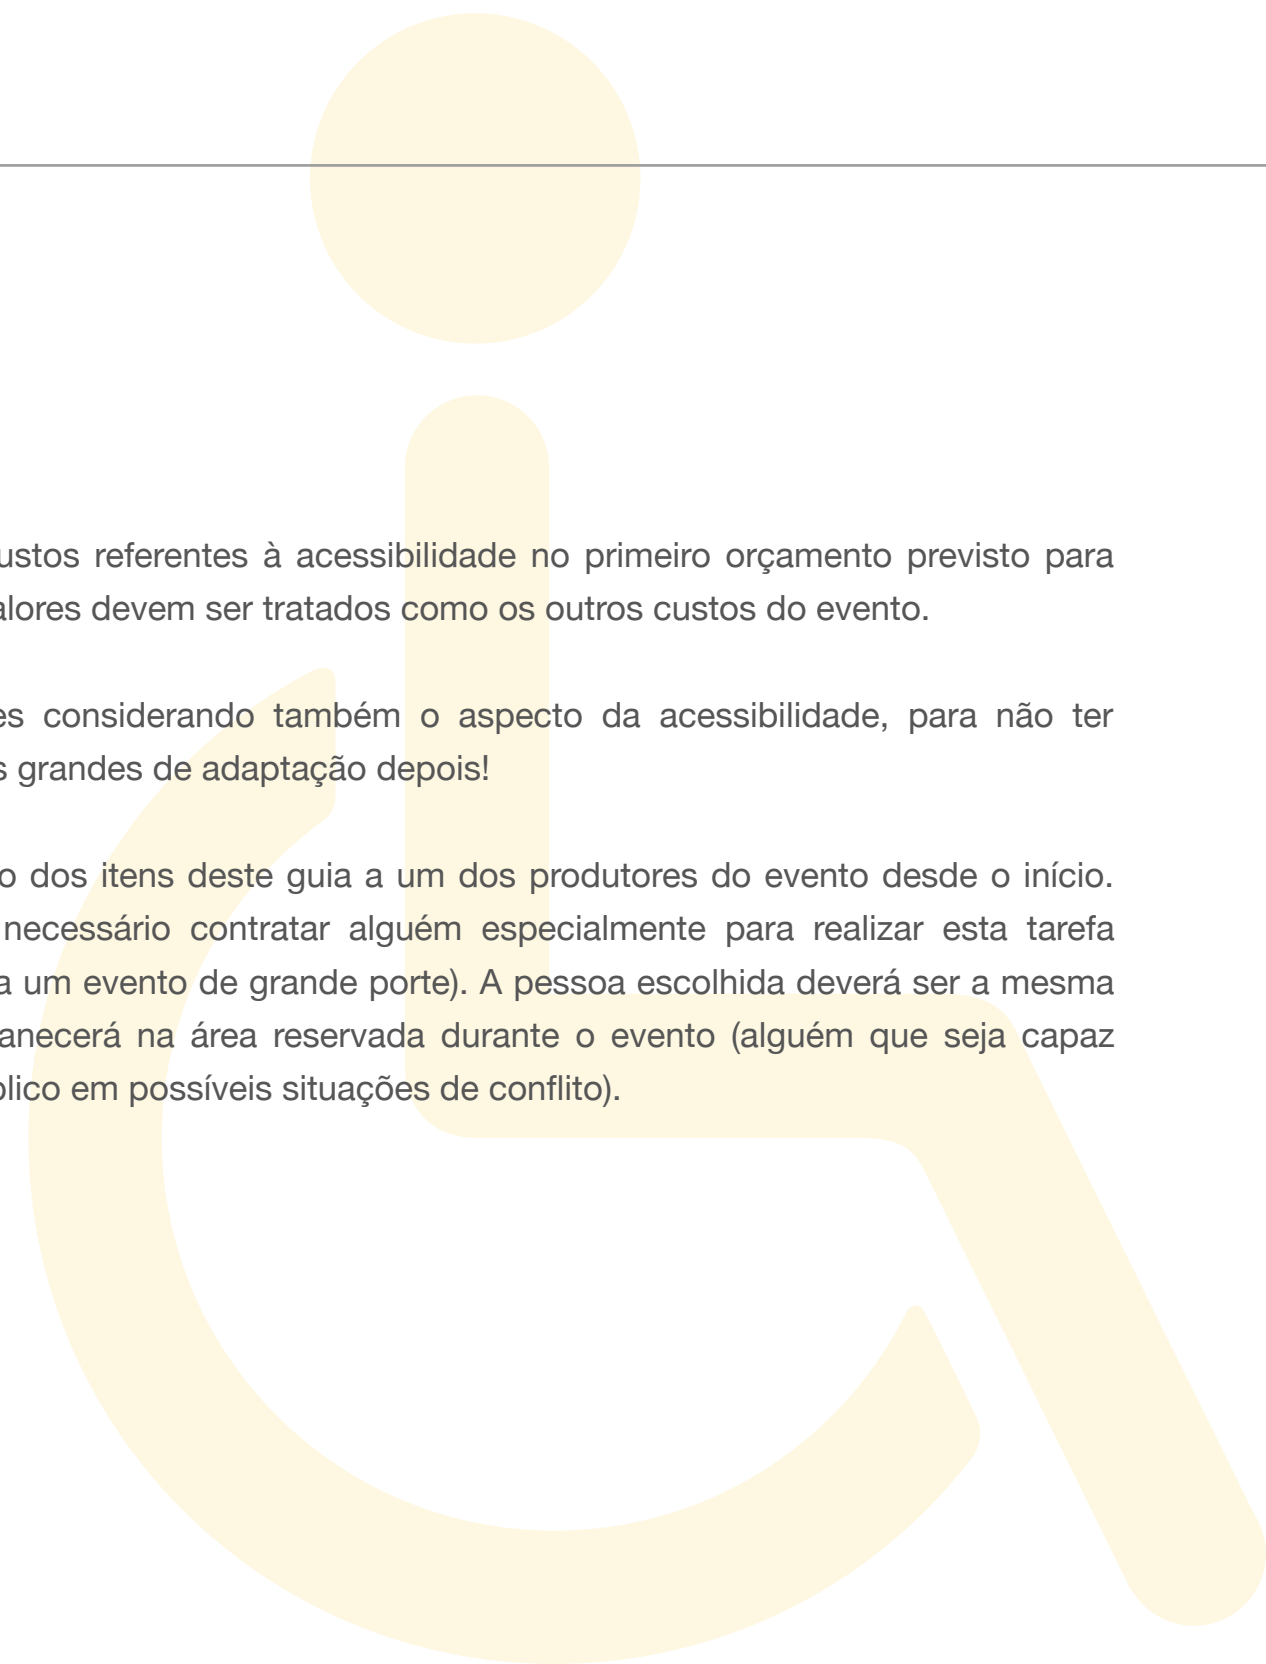 ustos referentes à acessibilidade no primeiro orçamento previsto para
alores devem ser tratados como os outros custos do evento.
es considerando também o aspecto da acessibilidade, para não ter
s grandes de adaptação depois!
o dos itens deste guia a um dos produtores do evento desde o início.
necessário contratar alguém especialmente para realizar esta tarefa
a um evento de grande porte). A pessoa escolhida deverá ser a mesma
anecerá na área reservada durante o evento (alguém que seja capaz
blico em possíveis situações de conflito).